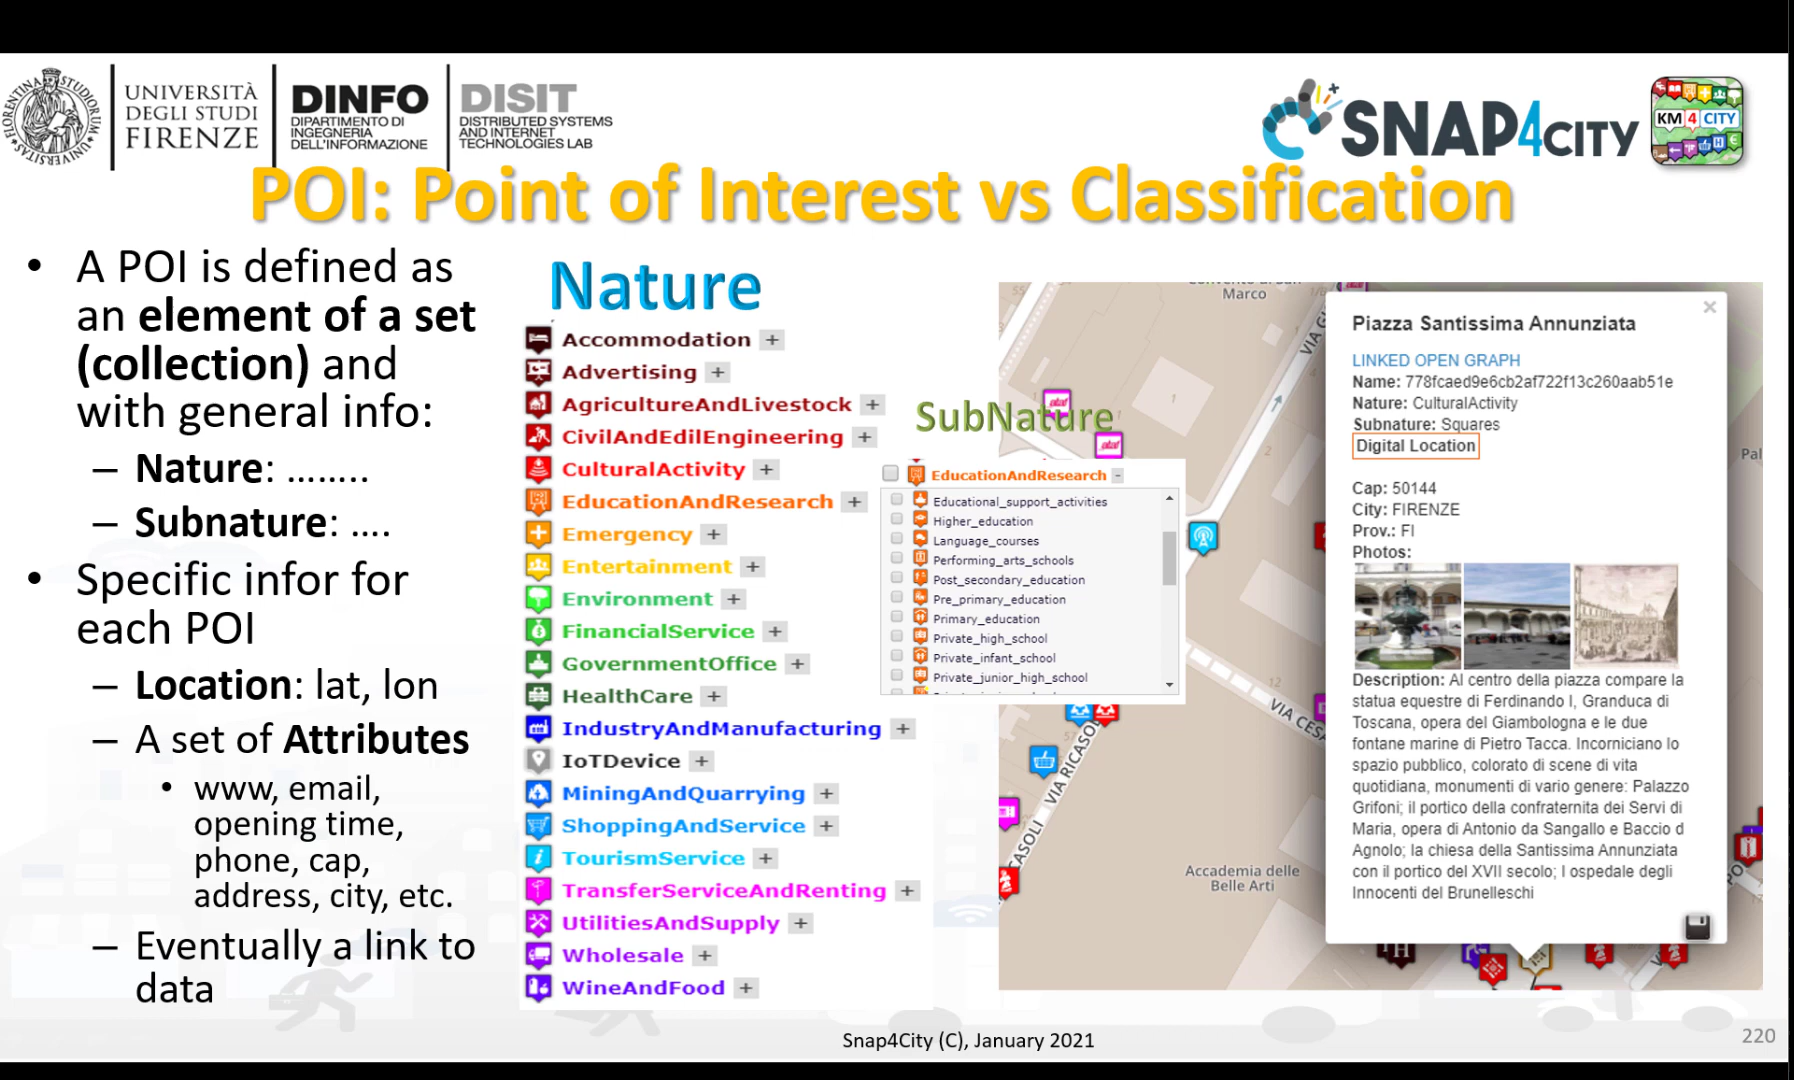 UNIVERSITÀ
DEGLI STUDI
FIRENZE
DINFO
DIPARTIMENTO DI
INGEGNERIA
DELL'INFORMAZIONE
DISIT
DISTRIBUTED SYSTEMS
AND INTERNET
TECHNOLOGIES LAB
SNAP4CITY
KM 4 CITY
POI: Point of Interest vs Classification
• A POI is defined as
an element of a set
(collection) and
with general info:
– Nature: ........
– Subnature: ....
• Specific infor for
each POI
– Location: lat, lon
– A set of Attributes
• www, email,
opening time,
phone, cap,
address, city, etc.
– Eventually a link to
data
Nature
Accommodation +
Advertising +
AgricultureAndLivestock +
CivilAndEdilEngineering +
CulturalActivity +
EducationAndResearch +
Emergency +
Entertainment +
Environment +
FinancialService +
GovernmentOffice +
HealthCare +
IndustryAndManufacturing +
IoTDevice +
MiningAndQuarrying +
ShoppingAndService +
TourismService +
TransferServiceAndRenting +
UtilitiesAndSupply +
Wholesale +
WineAndFood +
SubNature
EducationAndResearch -
Educational_support_activities
Higher_education
Language_courses
Performing_arts_schools
Post_secondary_education
Pre_primary_education
Primary_education
Private_high_school
Private_infant_school
Private_junior_high_school
Marco
VIA RICASOLI
VIA CES
Accademia delle
Belle Arti
Pal
Piazza Santissima Annunziata
LINKED OPEN GRAPH
Name: 778fcaed9e6cb2af722f13c260aab51e
Nature: CulturalActivity
Subnature: Squares
Digital Location
Cap: 50144
City: FIRENZE
Prov.: FI
Photos:
Description: Al centro della piazza compare la
statua equestre di Ferdinando I, Granduca di
Toscana, opera del Giambologna e le due
fontane marine di Pietro Tacca. Incorniciano lo
spazio pubblico, colorato di scene di vita
quotidiana, monumenti di vario genere: Palazzo
Grifoni; il portico della confraternita dei Servi di
Maria, opera di Antonio da Sangallo e Baccio d
Agnolo; la chiesa della Santissima Annunziata
con il portico del XVII secolo; l ospedale degli
Innocenti del Brunelleschi
Snap4City (C), January 2021
220